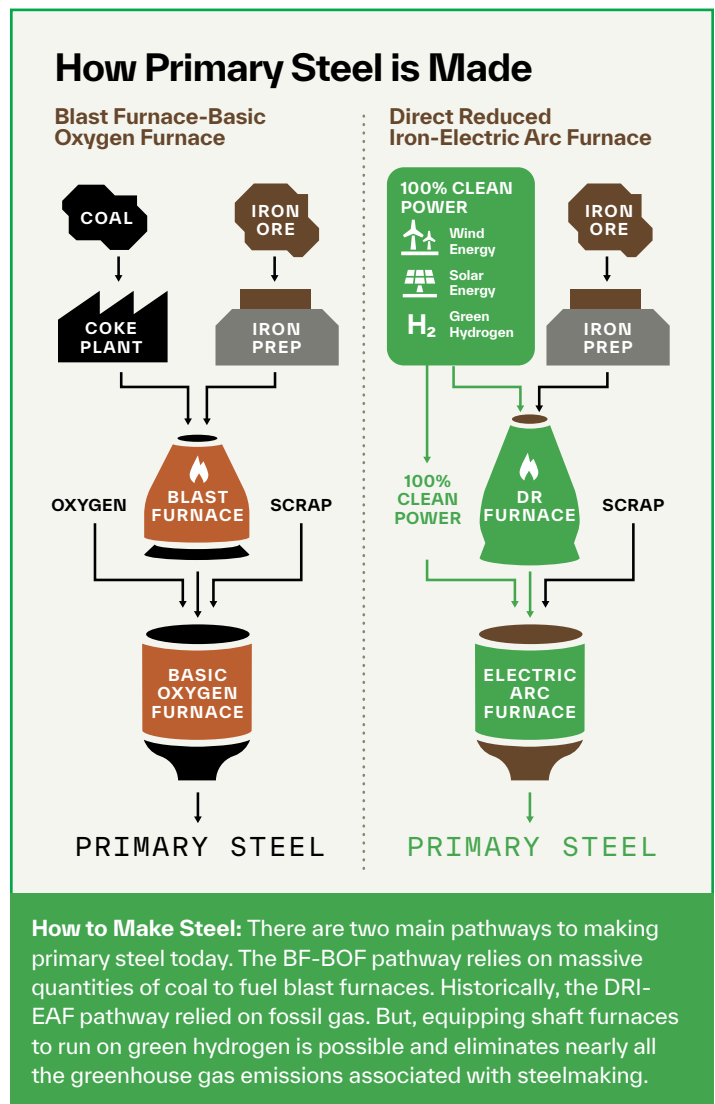 How Primary Steel is Made
Blast Furnace-Basic
Oxygen Furnace
COAL
IRON
ORE
COKE
PLANT
IRON
PREP
BLAST
FURNACE
OXYGEN
SCRAP
BASIC
OXYGEN
FURNACE
PRIMARY STEEL
Direct Reduced
Iron-Electric Arc Furnace
100% CLEAN
POWER
Wind
Energy
Solar
Energy
H₂
Green
Hydrogen
IRON
ORE
IRON
PREP
100%
CLEAN
POWER
DR
FURNACE
SCRAP
ELECTRIC
ARC
FURNACE
PRIMARY STEEL
How to Make Steel: There are two main pathways to making
primary steel today. The BF-BOF pathway relies on massive
quantities of coal to fuel blast furnaces. Historically, the DRI-
EAF pathway relied on fossil gas. But, equipping shaft furnaces
to run on green hydrogen is possible and eliminates nearly all
the greenhouse gas emissions associated with steelmaking.